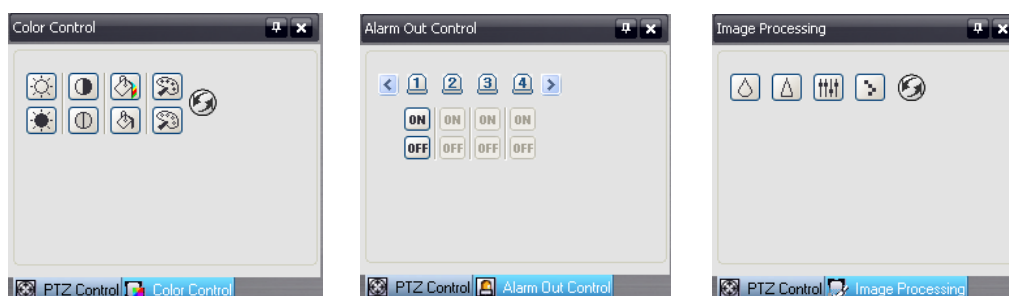 Color Control
PTZ Control Color Control
Alarm Out Control
1 2 3 4
ON ON ON ON
OFF OFF OFF OFF
PTZ Control Alarm Out Control
Image Processing
PTZ Control Image Processing